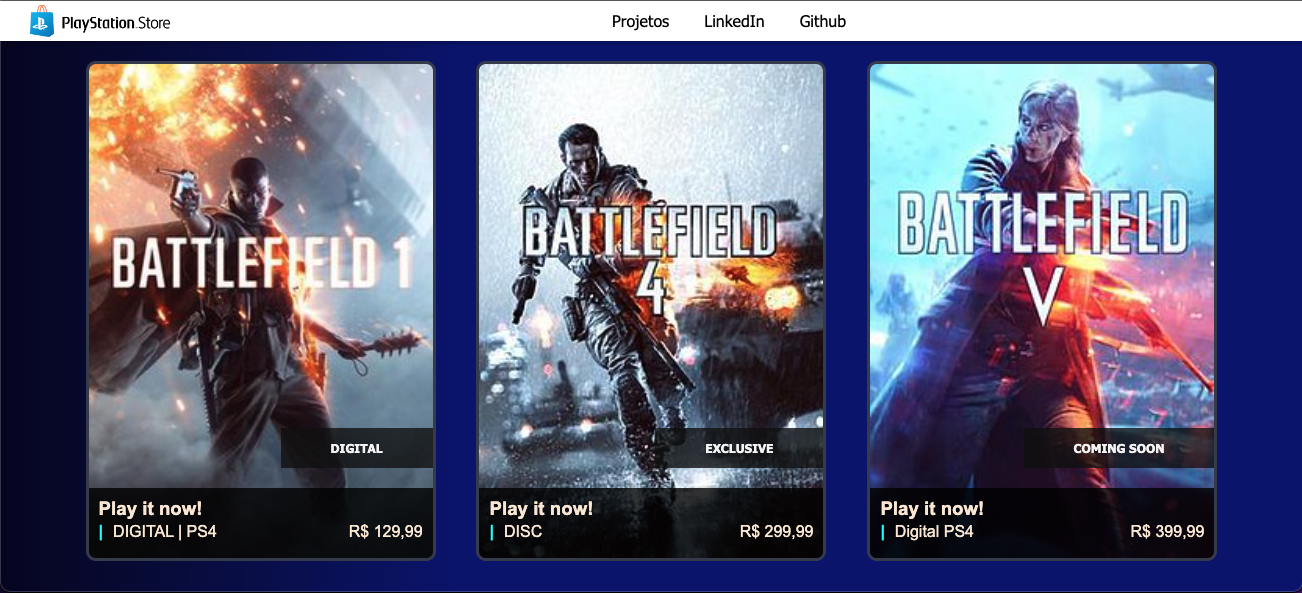 PlayStation.Store
Projetos LinkedIn Github
BATTLEFIELD 1
DIGITAL
Play it now!
| DIGITAL | PS4 R$ 129,99
BATTLEFIELD
4
EXCLUSIVE
Play it now!
| DISC R$ 299,99
BATTLEFIELD
V
COMING SOON
Play it now!
| Digital PS4 R$ 399,99